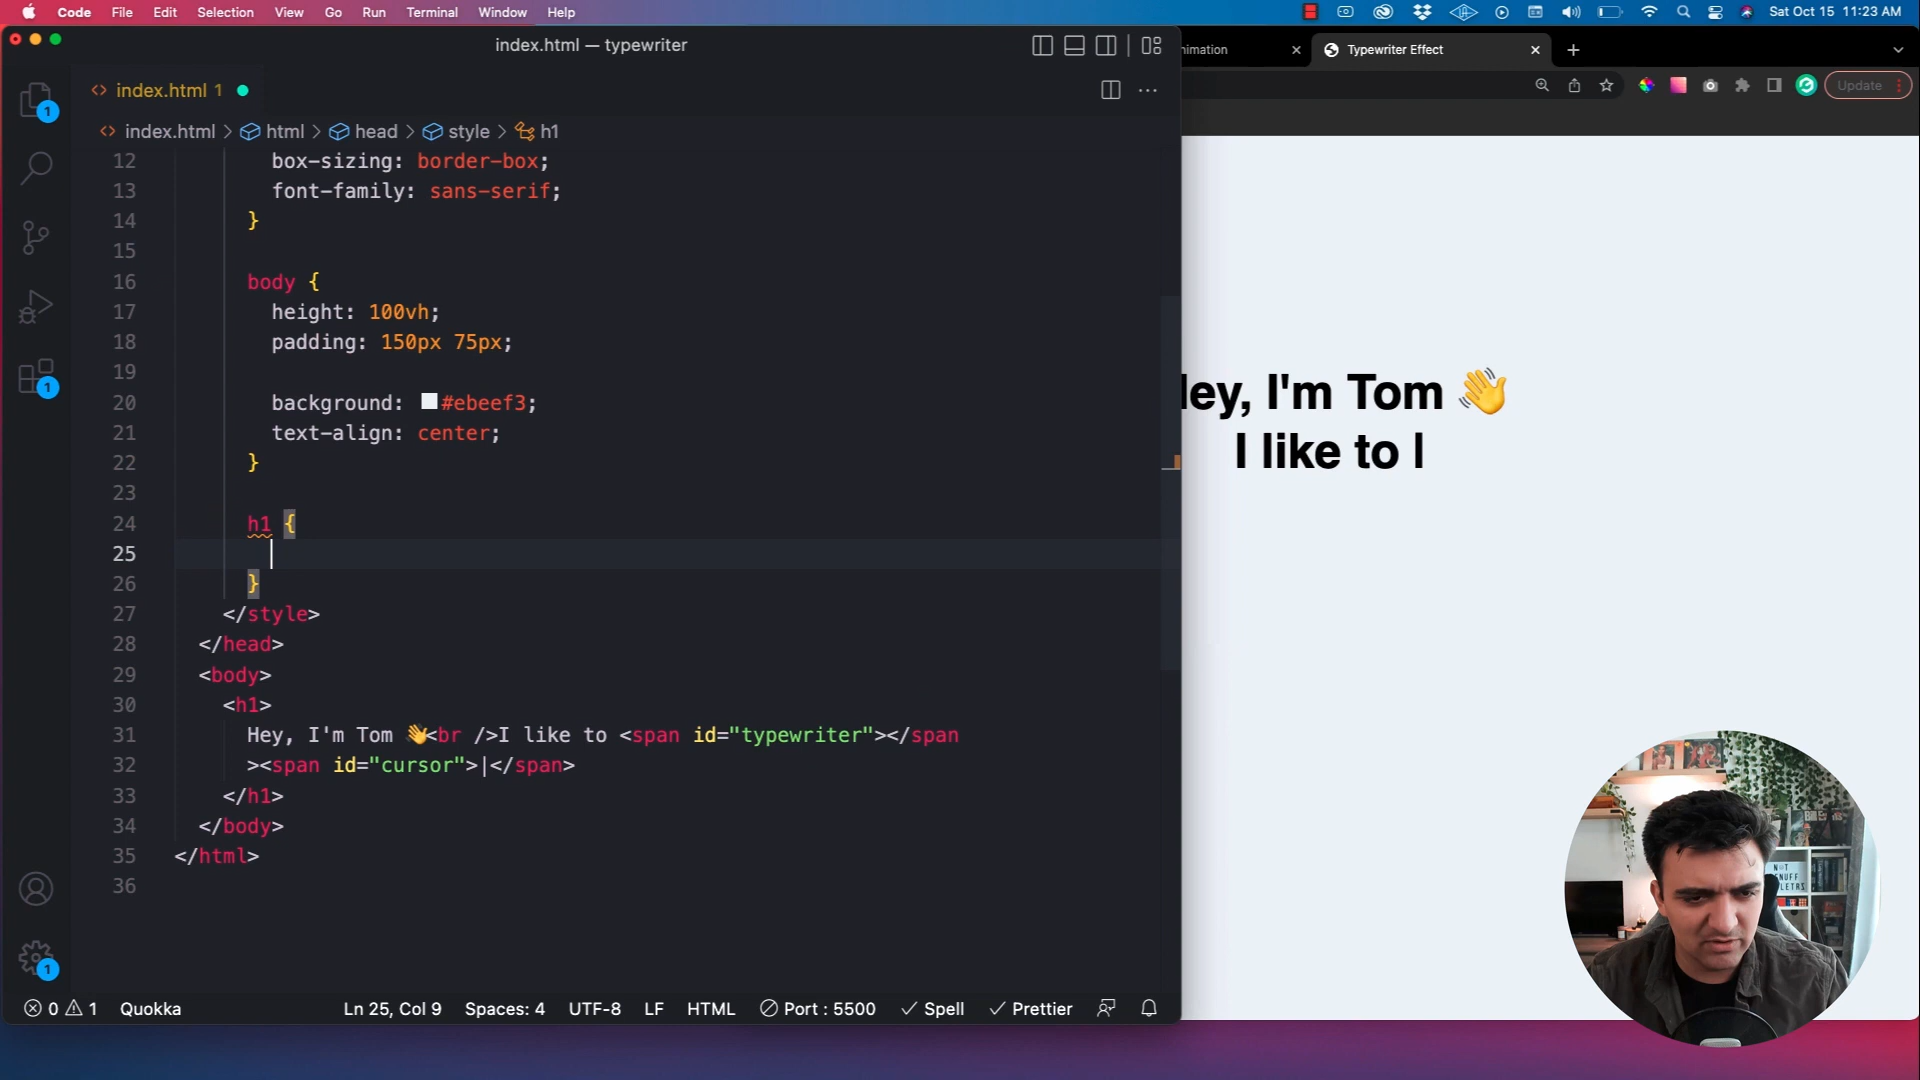 Code File Edit Selection View Go Run Terminal Window Help Sat Oct 15 11:23 AM
index.html — typewriter
nimation Typewriter Effect
index.html 1
Update
index.html > html > head > style > h1
12 box-sizing: border-box;
13 font-family: sans-serif;
14 }
15
16 body {
17 height: 100vh;
18 padding: 150px 75px;
19
20 background: #ebeef3;
21 text-align: center;
22 }
23
24 h1 {
25
26 }
27 </style>
28 </head>
29 <body>
30 <h1>
31 Hey, I'm Tom 👋<br />I like to <span id="typewriter"></span
32 ><span id="cursor">|</span>
33 </h1>
34 </body>
35 </html>
36
ey, I'm Tom 👋
I like to |
1
1
1
0 1 Quokka Ln 25, Col 9 Spaces: 4 UTF-8 LF HTML Port : 5500 Spell Prettier